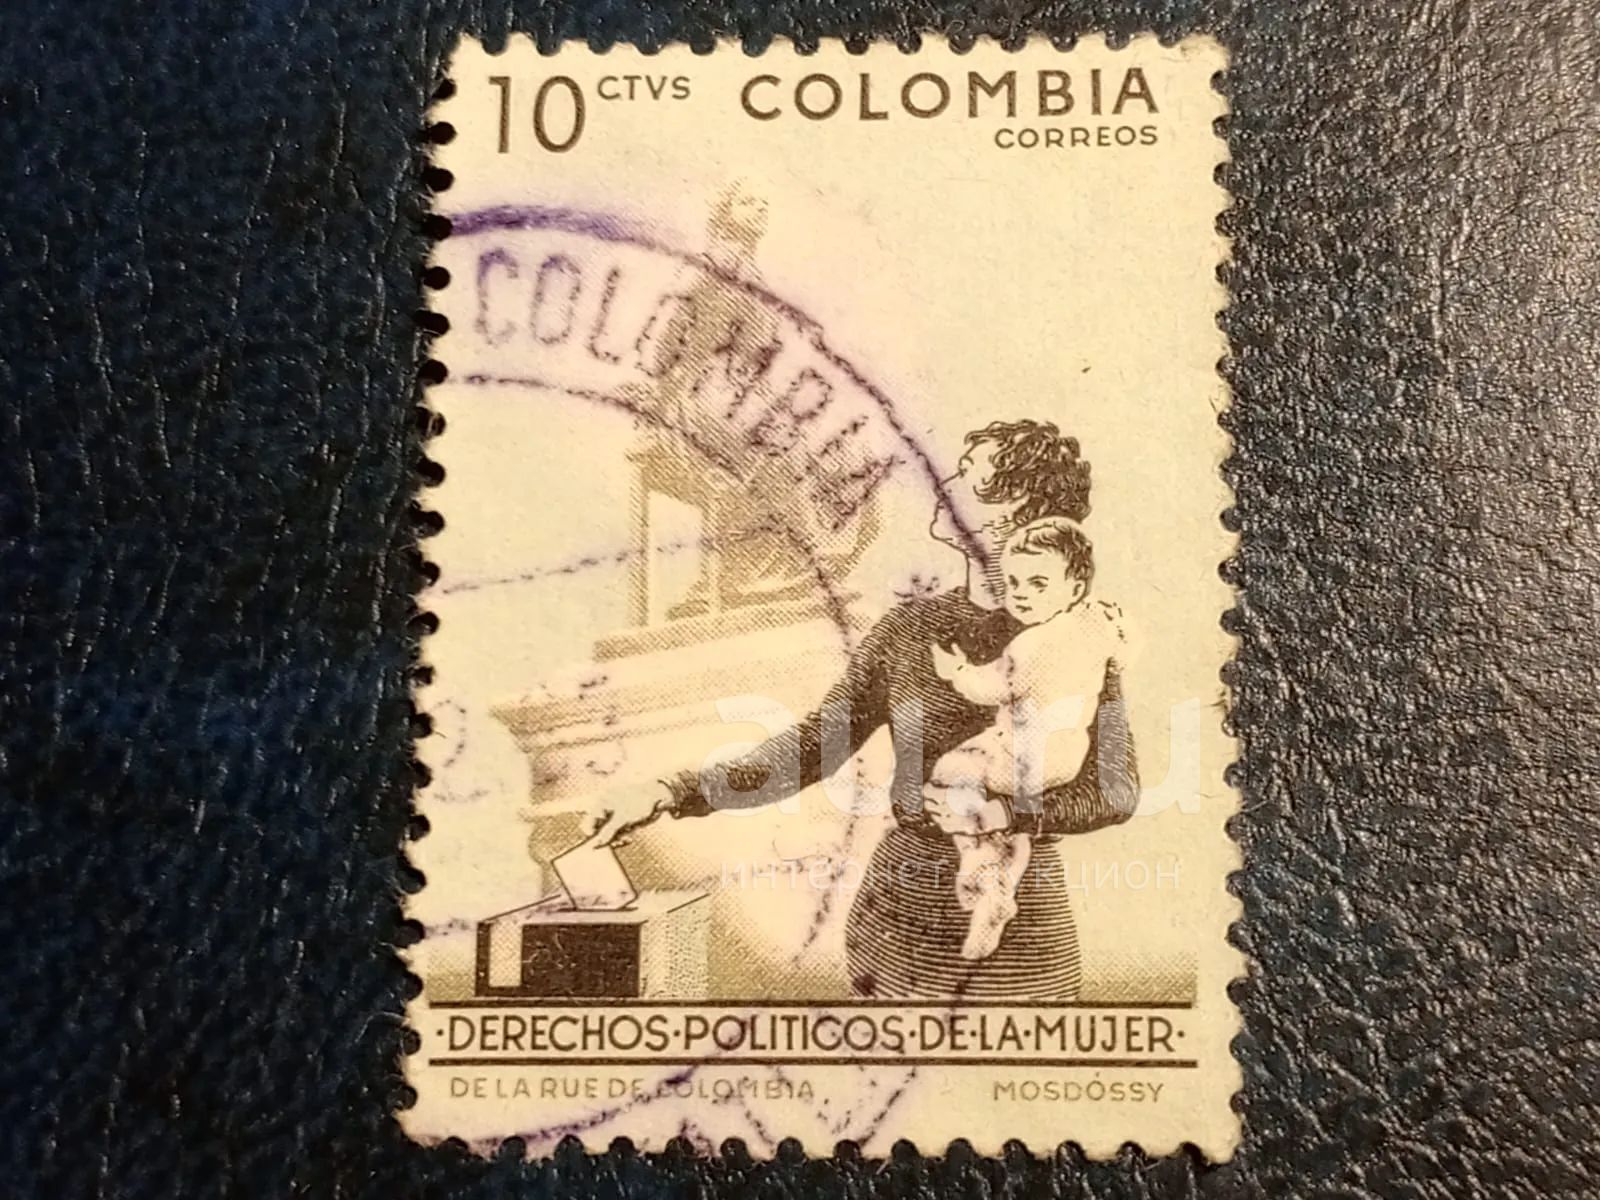 10 CTVS COLOMBIA
CORREOS
COLOMBIA
au.ru
интернет-аукцион
·DERECHOS·POLITICOS·DE·LA·MUJER·
DE LA RUE DE COLOMBIA MOSDÓSSY